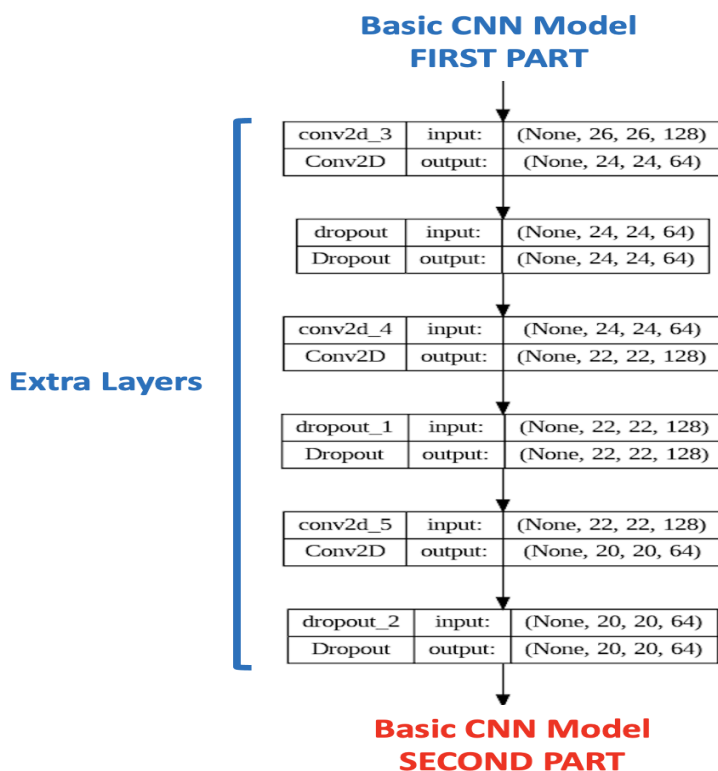 Basic CNN Model
FIRST PART
conv2d_3 input: (None, 26, 26, 128)
Conv2D output: (None, 24, 24, 64)
dropout input: (None, 24, 24, 64)
Dropout output: (None, 24, 24, 64)
conv2d_4 input: (None, 24, 24, 64)
Conv2D output: (None, 22, 22, 128)
Extra Layers
dropout_1 input: (None, 22, 22, 128)
Dropout output: (None, 22, 22, 128)
conv2d_5 input: (None, 22, 22, 128)
Conv2D output: (None, 20, 20, 64)
dropout_2 input: (None, 20, 20, 64)
Dropout output: (None, 20, 20, 64)
Basic CNN Model
SECOND PART